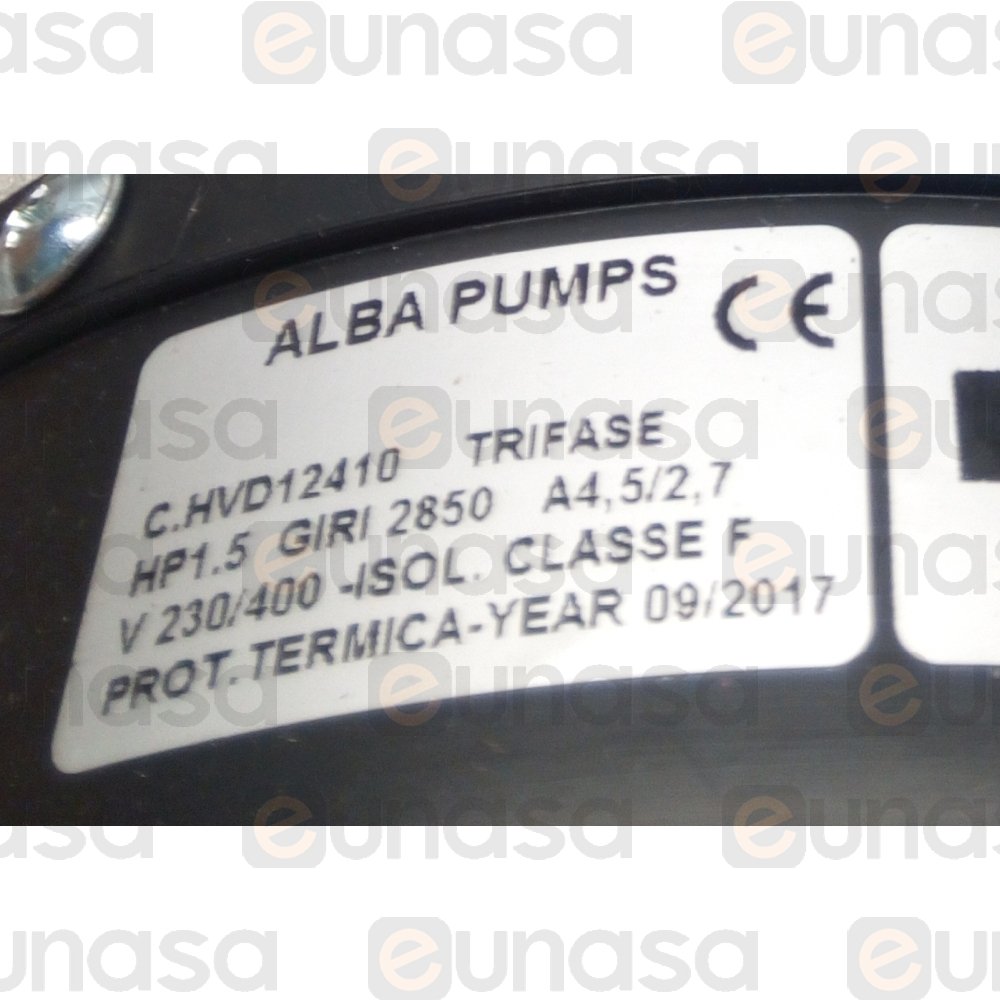 ALBA PUMPS CE
C.HVD12410 TRIFASE
HP1.5 GIRI 2850 A4,5/2,7
V 230/400 -ISOL. CLASSE F
PROT.TERMICA-YEAR 09/2017
eunasa